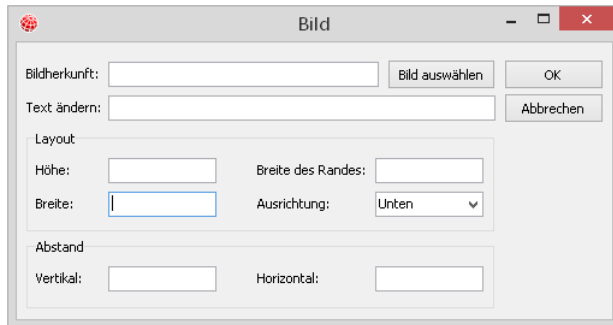 Bild
Bildherkunft:
Bild auswählen
OK
Text ändern:
Abbrechen
Layout
Höhe:
Breite des Randes:
Breite:
Ausrichtung:
Unten
Abstand
Vertikal:
Horizontal: